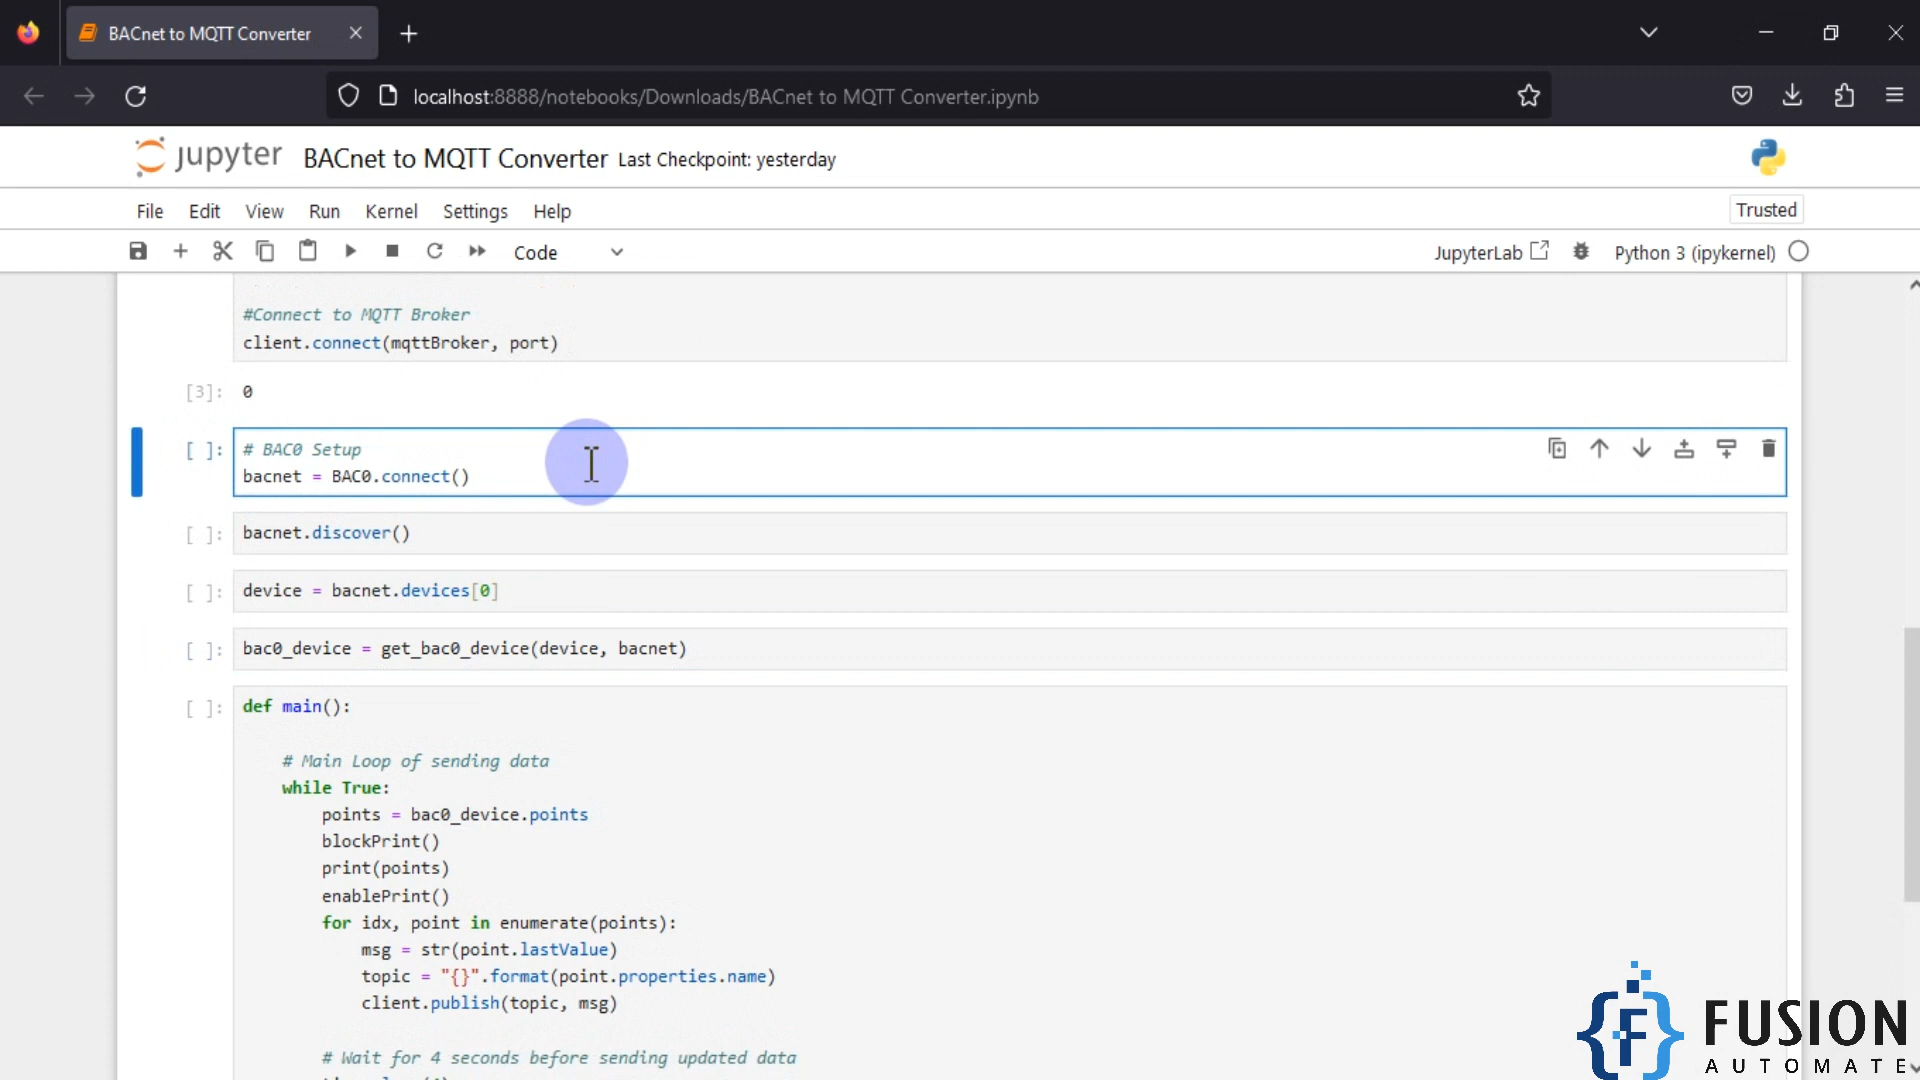 BACnet to MQTT Converter
localhost:8888/notebooks/Downloads/BACnet to MQTT Converter.ipynb
jupyter BACnet to MQTT Converter Last Checkpoint: yesterday
File Edit View Run Kernel Settings Help Trusted
Code JupyterLab Python 3 (ipykernel)
#Connect to MQTT Broker
client.connect(mqttBroker, port)
[3]: 0
[ ]: # BAC0 Setup
bacnet = BAC0.connect()
[ ]: bacnet.discover()
[ ]: device = bacnet.devices[0]
[ ]: bac0_device = get_bac0_device(device, bacnet)
[ ]: def main():
# Main Loop of sending data
while True:
points = bac0_device.points
blockPrint()
print(points)
enablePrint()
for idx, point in enumerate(points):
msg = str(point.lastValue)
topic = "{}".format(point.properties.name)
client.publish(topic, msg)
# Wait for 4 seconds before sending updated data
{F} FUSION
AUTOMATE